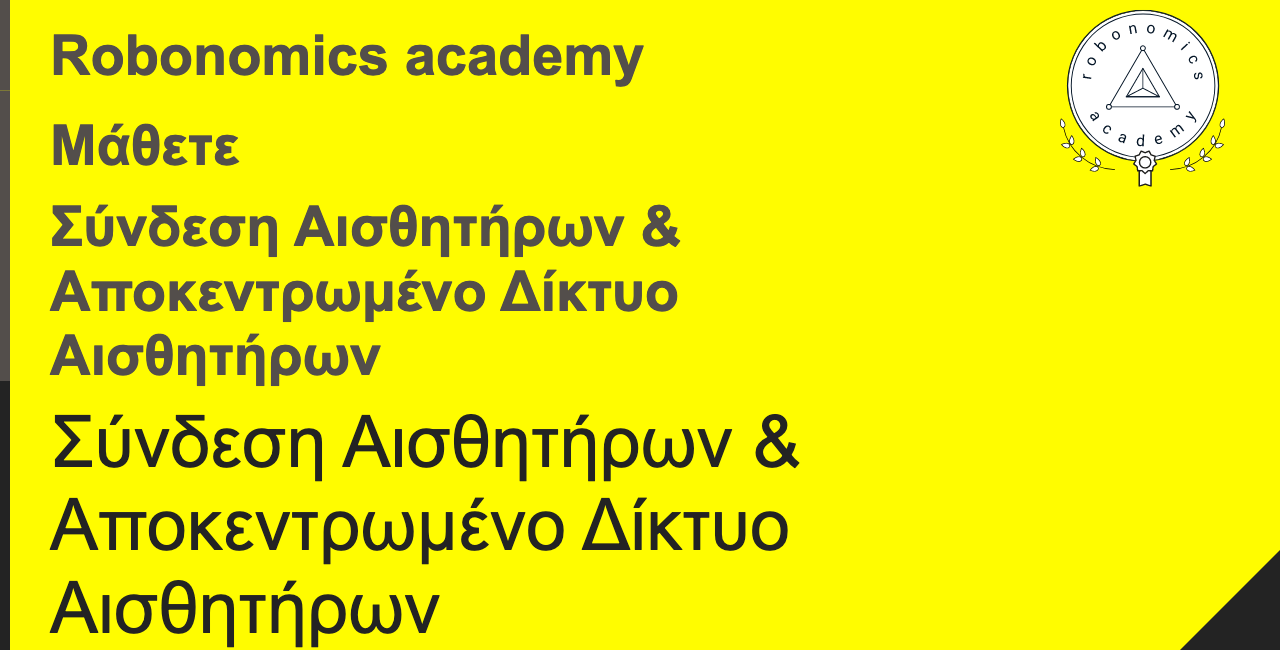 Robonomics academy
Μάθετε
Σύνδεση Αισθητήρων &
Αποκεντρωμένο Δίκτυο
Αισθητήρων
Σύνδεση Αισθητήρων &
Αποκεντρωμένο Δίκτυο
Αισθητήρων
robonomics
academy